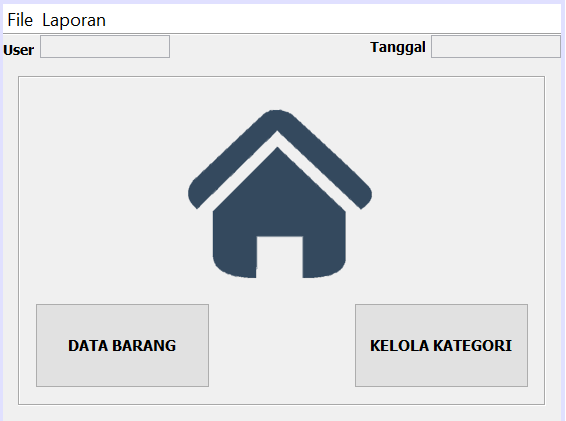 File Laporan
User Tanggal
DATA BARANG KELOLA KATEGORI